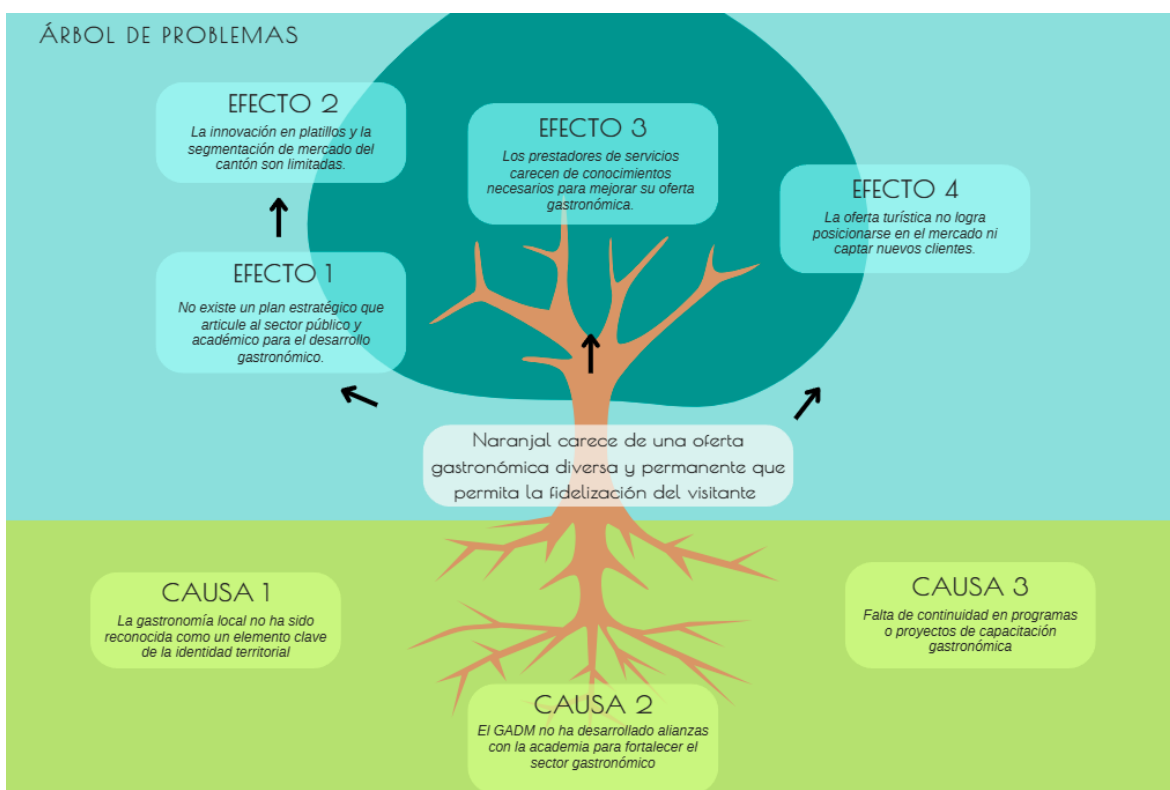 ÁRBOL DE PROBLEMAS
EFECTO 2
La innovación en platillos y la
segmentación de mercado del
cantón son limitadas.
EFECTO 3
Los prestadores de servicios
carecen de conocimientos
necesarios para mejorar su oferta
gastronómica.
EFECTO 4
La oferta turística no logra
posicionarse en el mercado ni
captar nuevos clientes.
EFECTO 1
No existe un plan estratégico que
articule al sector público y
académico para el desarrollo
gastronómico.
Naranjal carece de una oferta
gastronómica diversa y permanente que
permita la fidelización del visitante
CAUSA 1
La gastronomía local no ha sido
reconocida como un elemento clave
de la identidad territorial
CAUSA 2
El GADM no ha desarrollado alianzas
con la academia para fortalecer el
sector gastronómico
CAUSA 3
Falta de continuidad en programas
o proyectos de capacitación
gastronómica